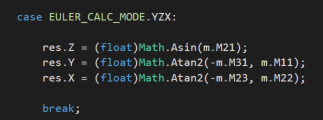 case EULER_CALC_MODE.YZX:
res.Z = (float)Math.Asin(m.M21);
res.Y = (float)Math.Atan2(-m.M31, m.M11);
res.X = (float)Math.Atan2(-m.M23, m.M22);
break;